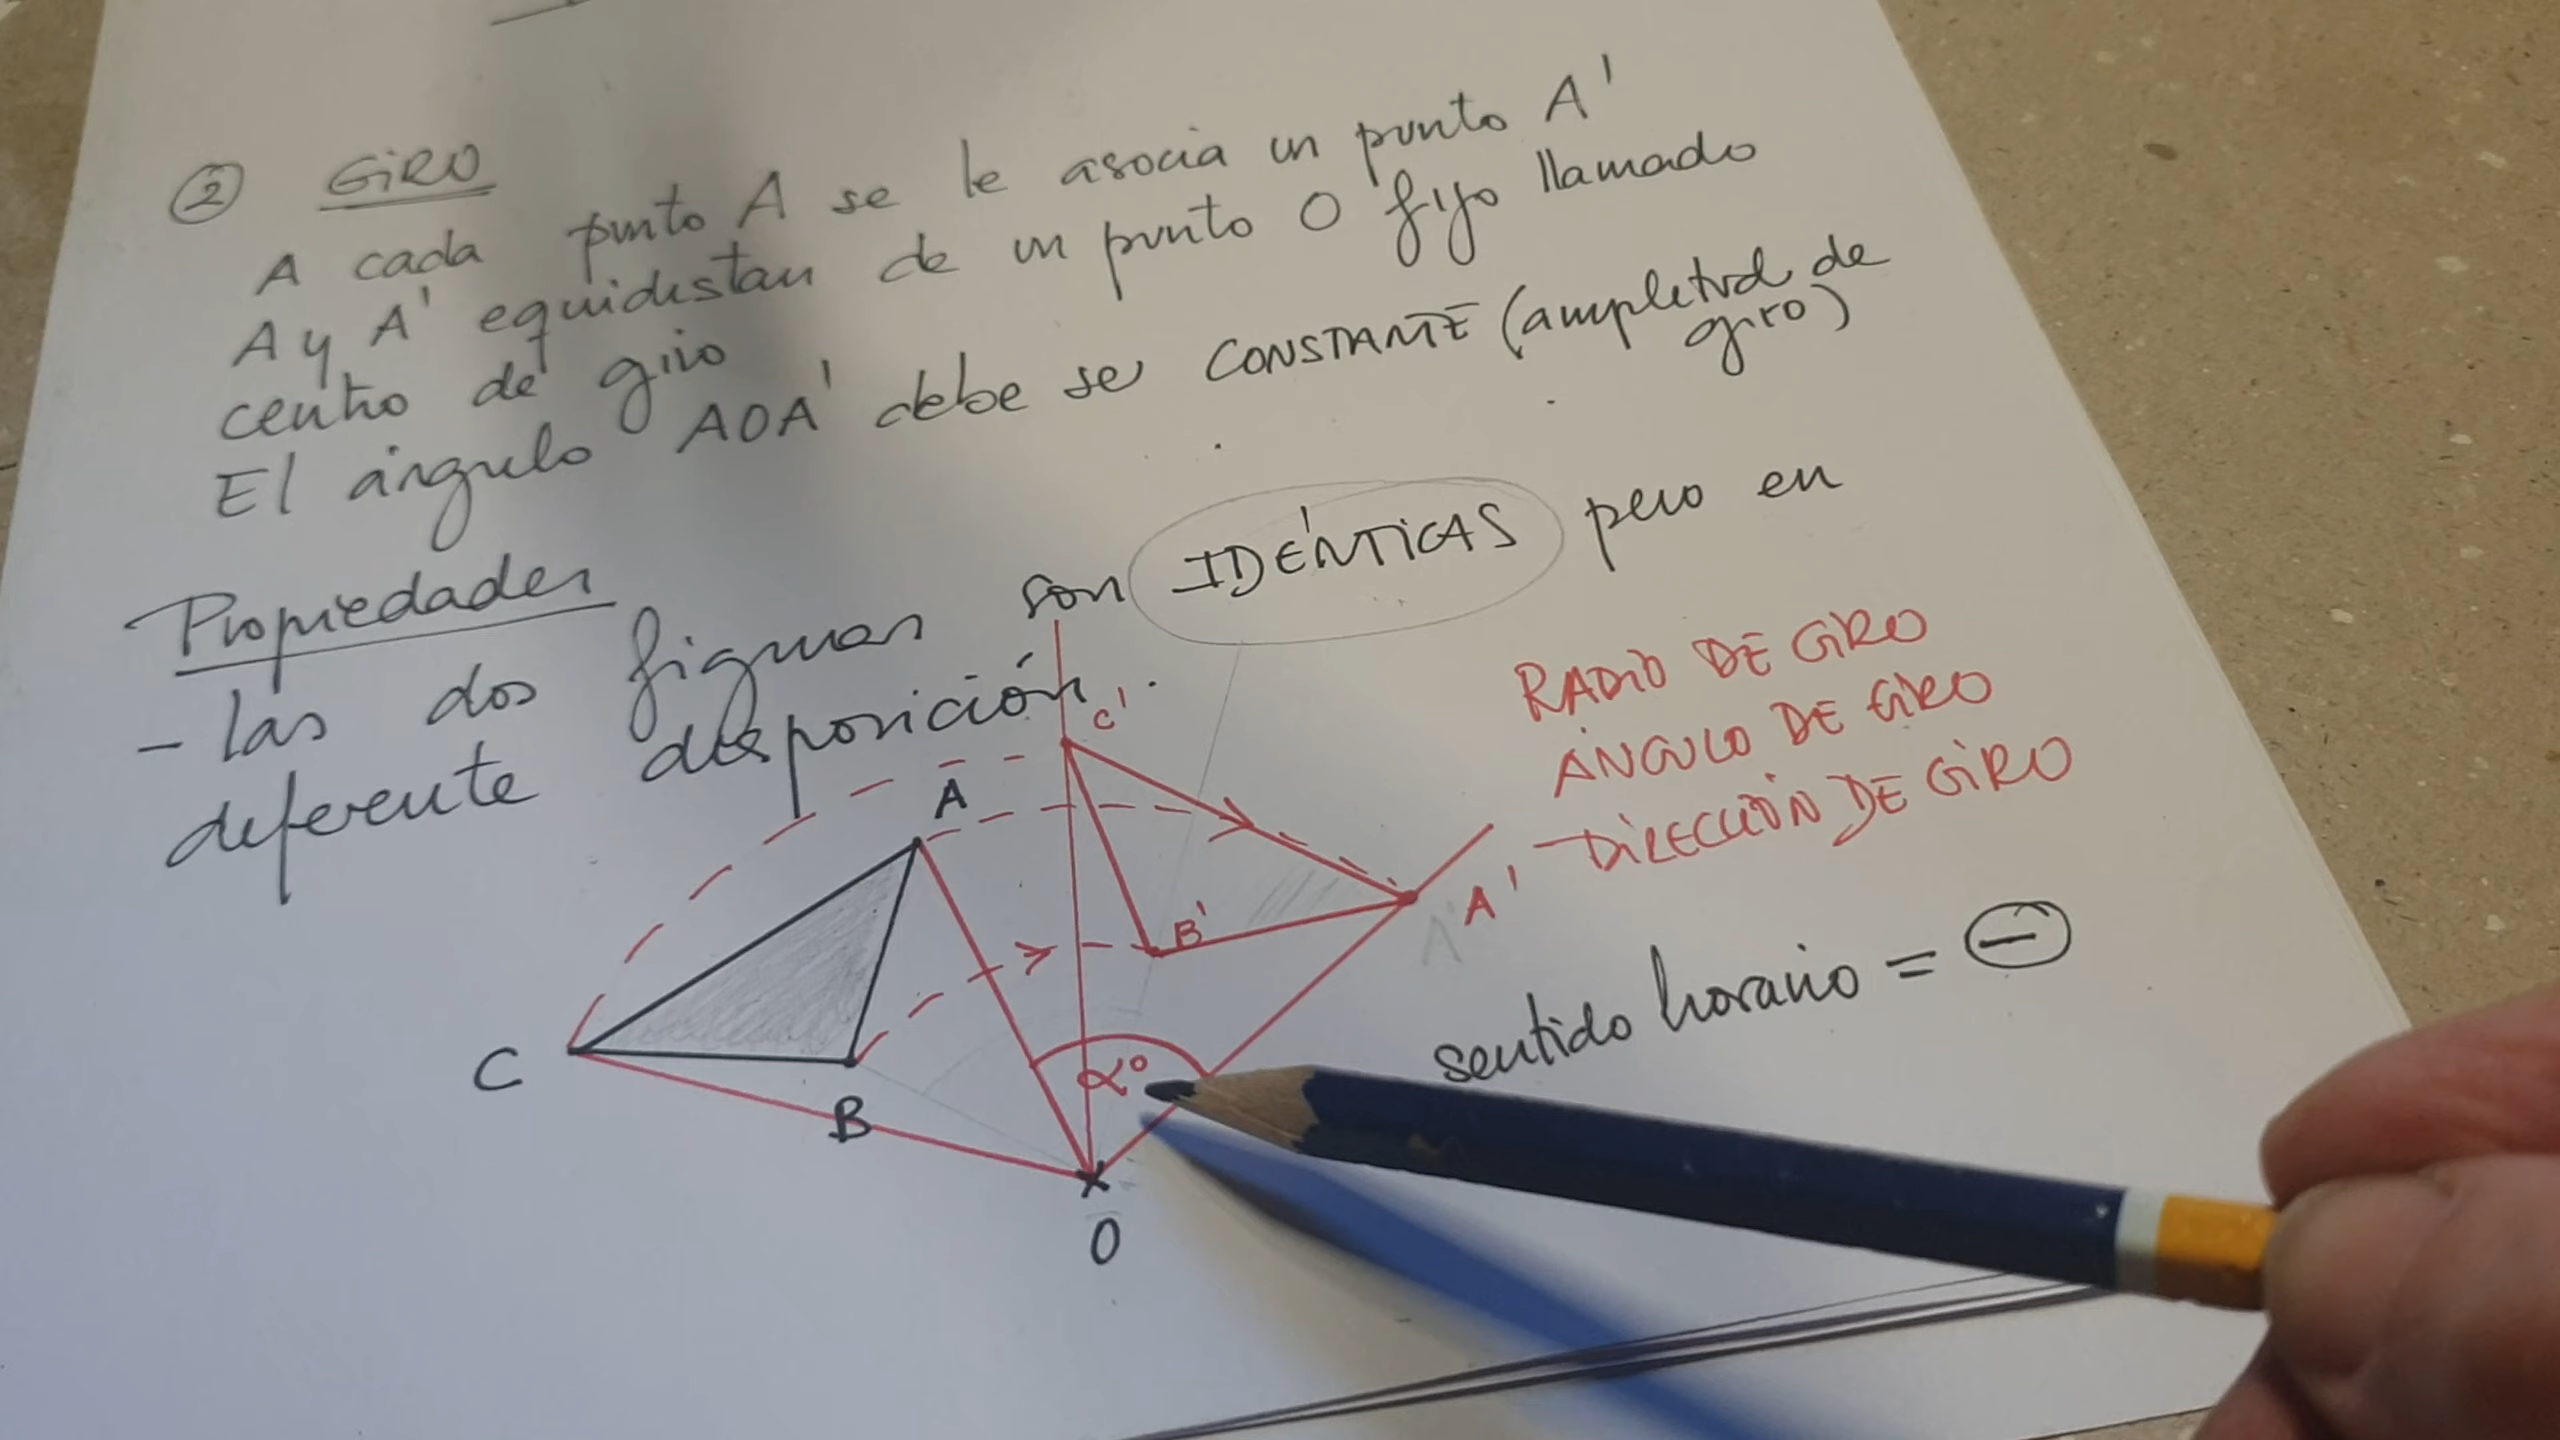 ② GiRO
A cada punto A se le asocia un punto A'
A y A' equidistan de un punto O fijo llamado
centro de giro
El ángulo AOA' debe ser CONSTANTE (amplitud de
giro)
Propiedades
- las dos figuras son IDÉNTICAS pero en
diferente disposición.
RADIO DE GIRO
ÁNGULO DE GIRO
DIRECCIÓN DE GIRO
C'
A
B'
A'
A'
sentido horario = -
C
α°
B
O